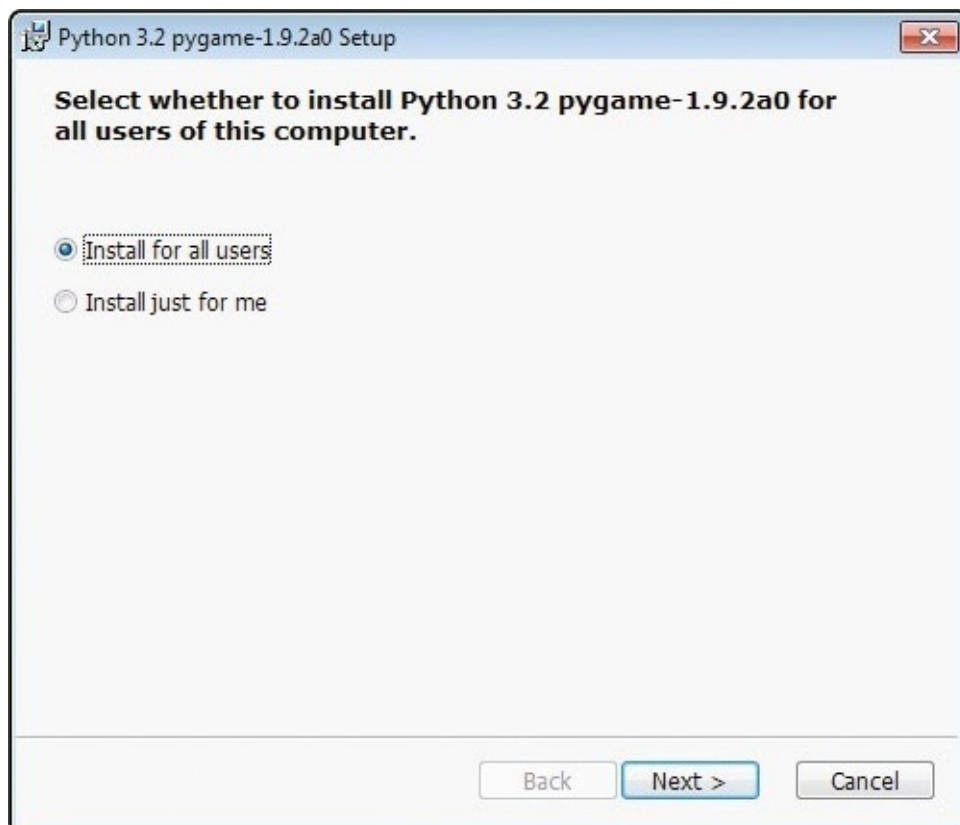 Python 3.2 pygame-1.9.2a0 Setup
Select whether to install Python 3.2 pygame-1.9.2a0 for
all users of this computer.
Install for all users
Install just for me
Back
Next >
Cancel